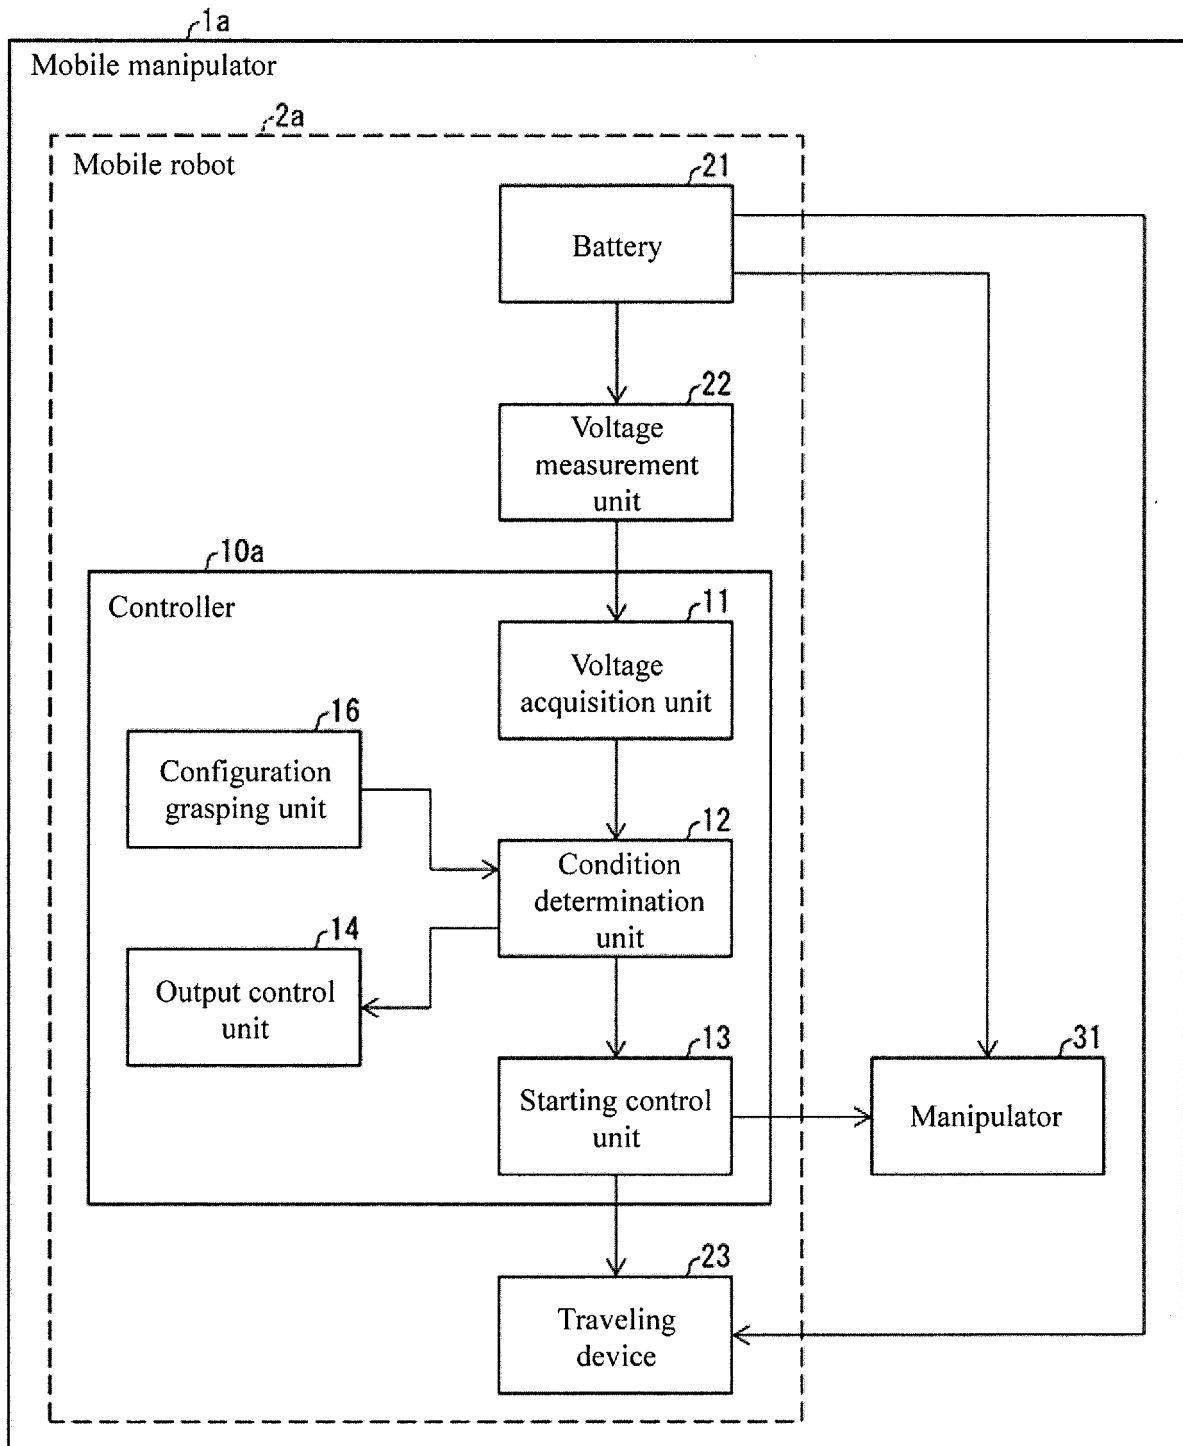 1a
Mobile manipulator
2a
Mobile robot
21
Battery
22
Voltage
measurement
unit
10a
Controller
11
Voltage
acquisition unit
16
Configuration
grasping unit
12
Condition
determination
unit
14
Output control
unit
13
Starting control
unit
31
Manipulator
23
Traveling
device